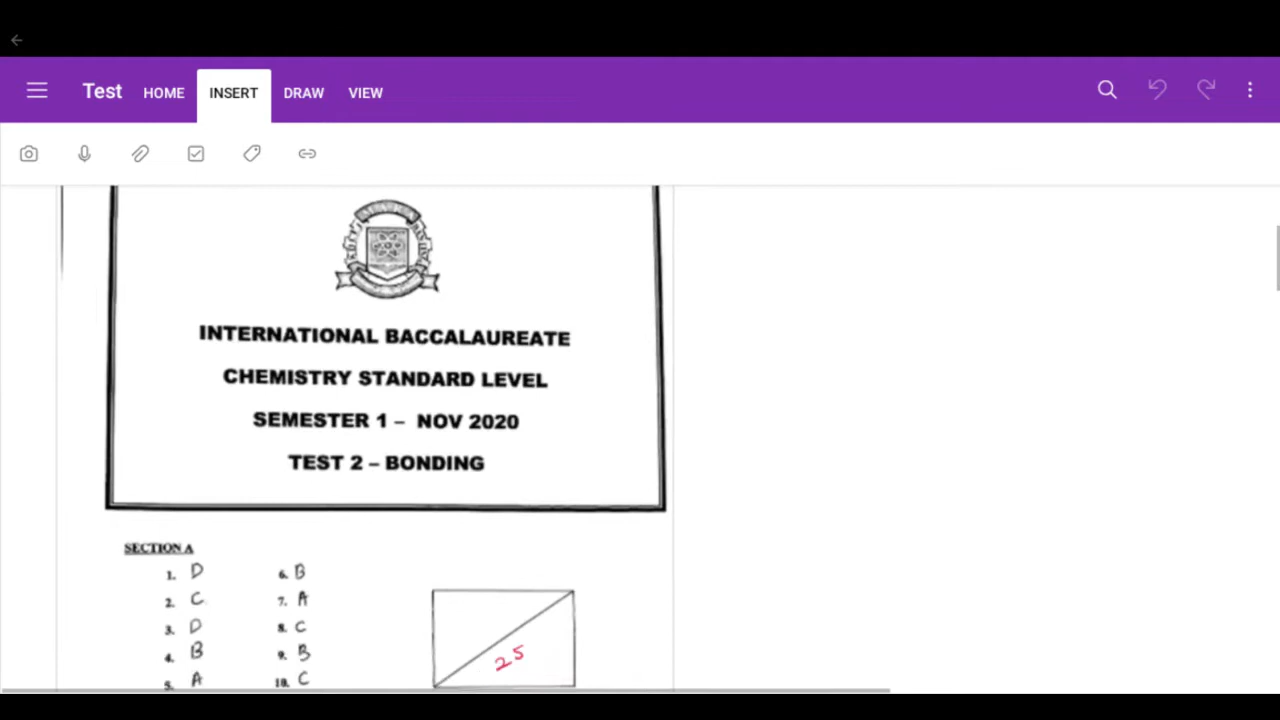 Test HOME INSERT DRAW VIEW
INTERNATIONAL BACCALAUREATE
CHEMISTRY STANDARD LEVEL
SEMESTER 1 – NOV 2020
TEST 2 – BONDING
SECTION A
1. D 6. B
2. C 7. A
3. D 8. C
4. B 9. B
5. A 10. C
25